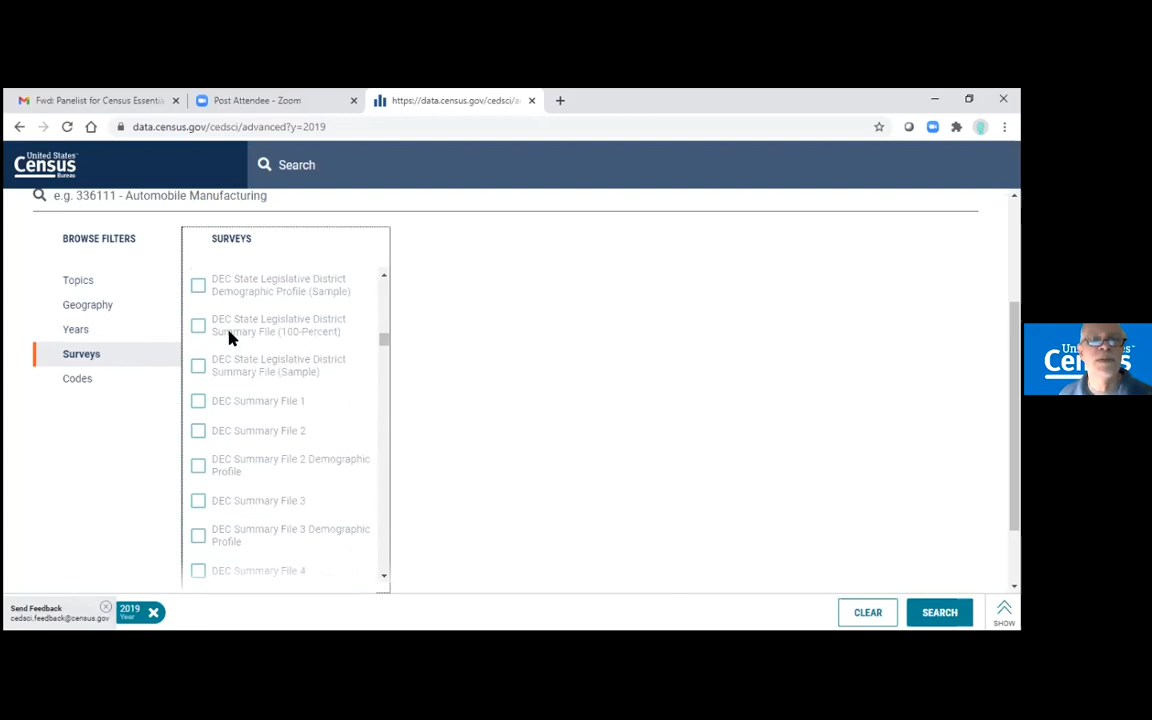 Fwd: Panelist for Census Essentia
Post Attendee - Zoom
https://data.census.gov/cedsci/a
data.census.gov/cedsci/advanced?y=2019
United States
Census
Bureau
Search
e.g. 336111 - Automobile Manufacturing
BROWSE FILTERS
Topics
Geography
Years
Surveys
Codes
SURVEYS
DEC State Legislative District
Demographic Profile (Sample)
DEC State Legislative District
Summary File (100-Percent)
DEC State Legislative District
Summary File (Sample)
DEC Summary File 1
DEC Summary File 2
DEC Summary File 2 Demographic
Profile
DEC Summary File 3
DEC Summary File 3 Demographic
Profile
DEC Summary File 4
Send Feedback
cedsci.feedback@census.gov
2019
Year
CLEAR
SEARCH
SHOW